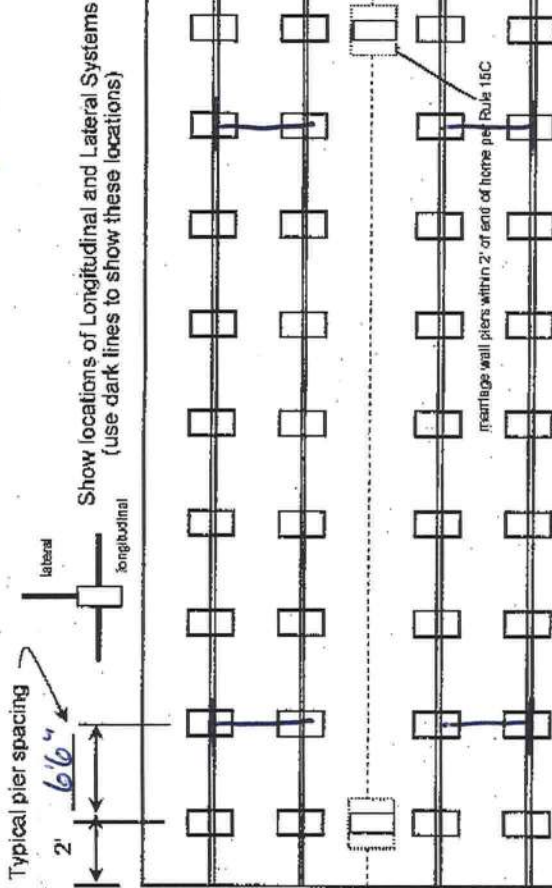 Typical pier spacing
6'6"
2'
lateral
longitudinal
Show locations of Longitudinal and Lateral Systems
(use dark lines to show these locations)
marriage wall piers within 2' of end of home per Rule 15C